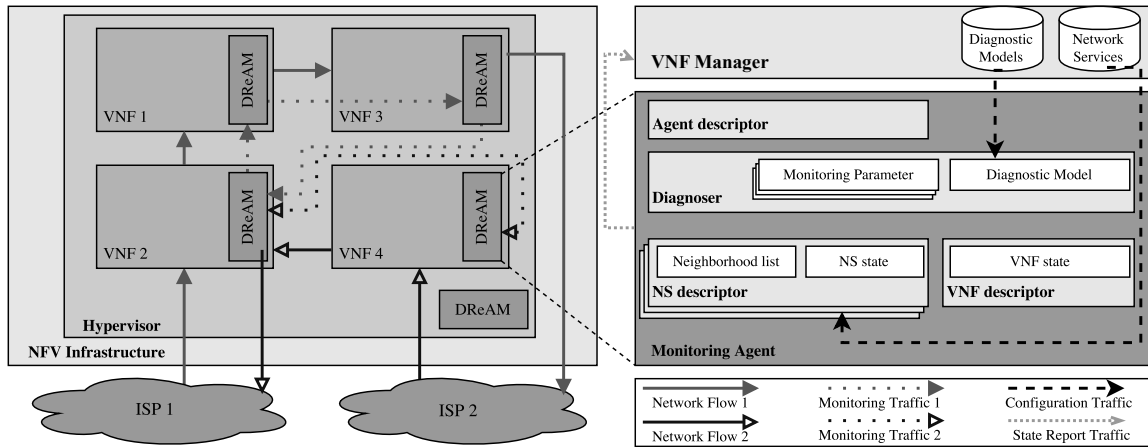 DReAM
VNF 1
DReAM
VNF 3
DReAM
VNF 2
DReAM
VNF 4
DReAM
Hypervisor
NFV Infrastructure
ISP 1
ISP 2
VNF Manager
Diagnostic
Models
Network
Services
Agent descriptor
Monitoring Parameter
Diagnostic Model
Diagnoser
Neighborhood list
NS state
NS descriptor
VNF state
VNF descriptor
Monitoring Agent
Network Flow 1
Monitoring Traffic 1
Configuration Traffic
Network Flow 2
Monitoring Traffic 2
State Report Traffic